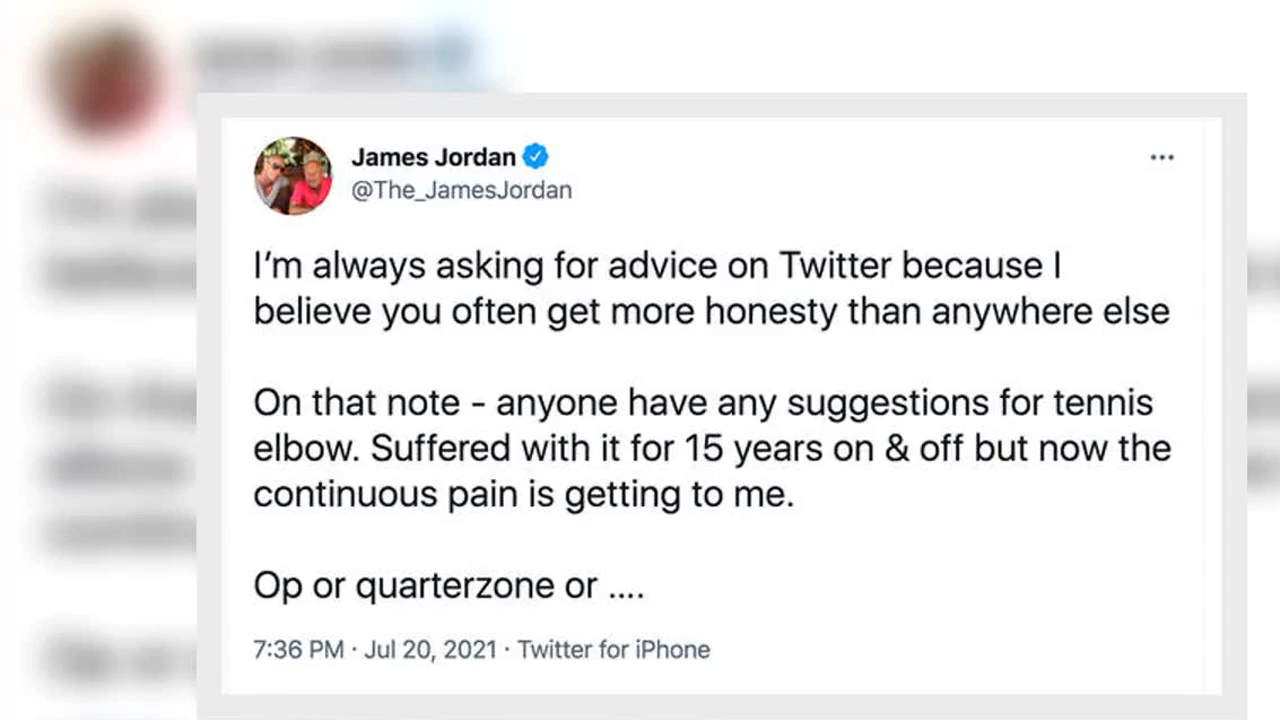 James Jordan
@The_JamesJordan
I'm always asking for advice on Twitter because I
believe you often get more honesty than anywhere else
On that note - anyone have any suggestions for tennis
elbow. Suffered with it for 15 years on & off but now the
continuous pain is getting to me.
Op or quarterzone or ....
7:36 PM · Jul 20, 2021 · Twitter for iPhone